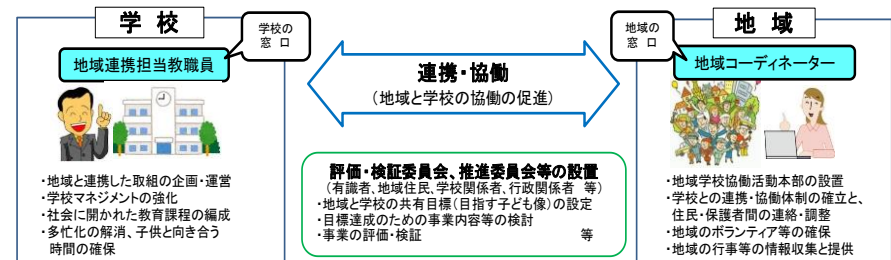 学 校
学校の
窓 口
地域連携担当教職員
・地域と連携した取組の企画・運営
・学校マネジメントの強化
・社会に開かれた教育課程の編成
・多忙化の解消、子供と向き合う
時間の確保
連携・協働
(地域と学校の協働の促進)
評価・検証委員会、推進委員会等の設置
(有識者、地域住民、学校関係者、行政関係者 等)
・地域と学校の共有目標(目指す子ども像)の設定
・目標達成のための事業内容等の検討
・事業の評価・検証 等
地域の
窓 口
地 域
地域コーディネーター
・地域学校協働活動本部の設置
・学校との連携・協働体制の確立と、
住民・保護者間の連絡・調整
・地域のボランティア等の確保
・地域の行事等の情報収集と提供